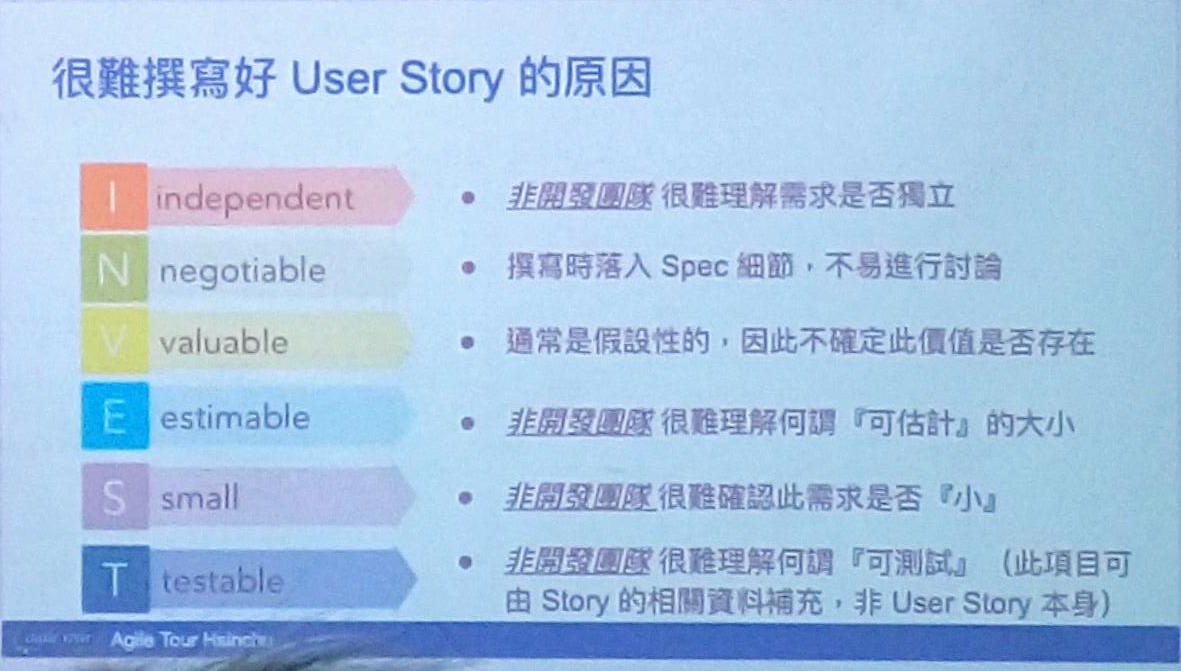 很難撰寫好 User Story 的原因
I independent
• 非開發團隊 很難理解需求是否獨立
N negotiable
• 撰寫時落入 Spec 細節，不易進行討論
V valuable
• 通常是假設性的，因此不確定此價值是否存在
E estimable
• 非開發團隊 很難理解何謂『可估計』的大小
S small
• 非開發團隊 很難確認此需求是否『小』
T testable
• 非開發團隊 很難理解何謂『可測試』（此項目可
由 Story 的相關資料補充，非 User Story 本身）
Agile Tour Hsinchu